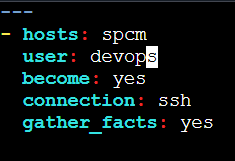 ---
- hosts: spcm
  user: devops
  become: yes
  connection: ssh
  gather_facts: yes